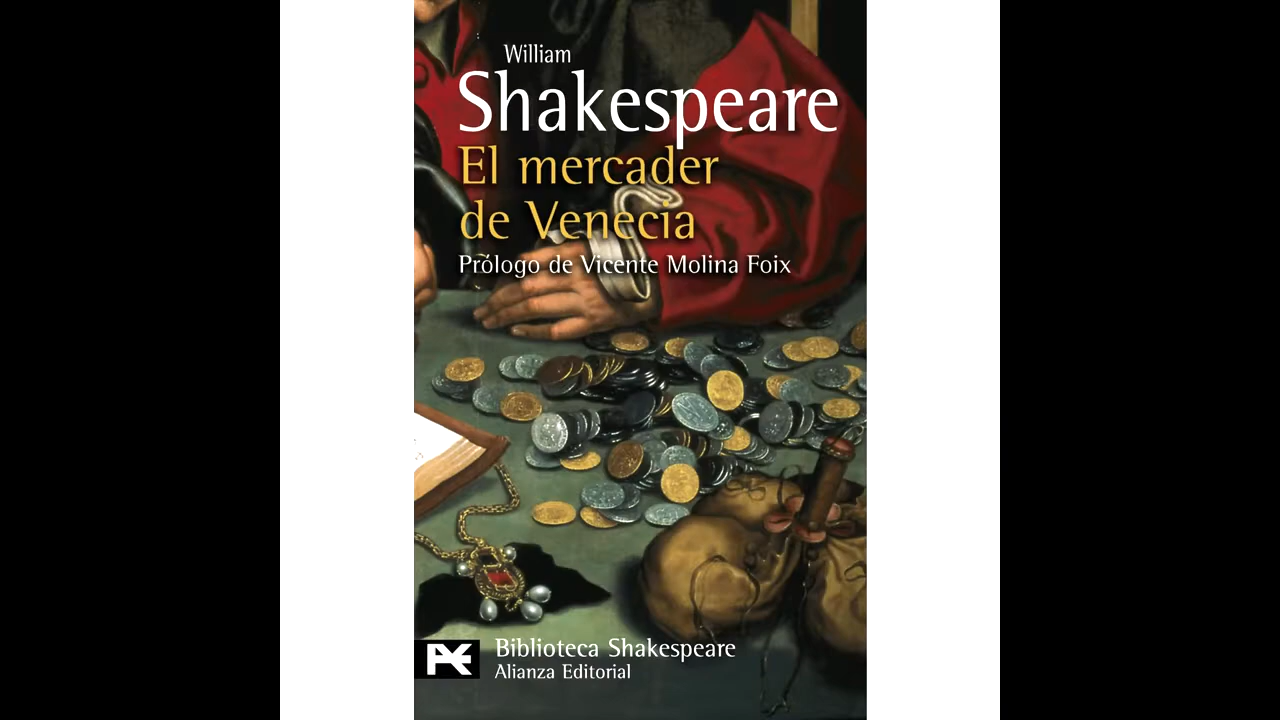 William
Shakespeare
El mercader
de Venecia
Prólogo de Vicente Molina Foix
Biblioteca Shakespeare
Alianza Editorial